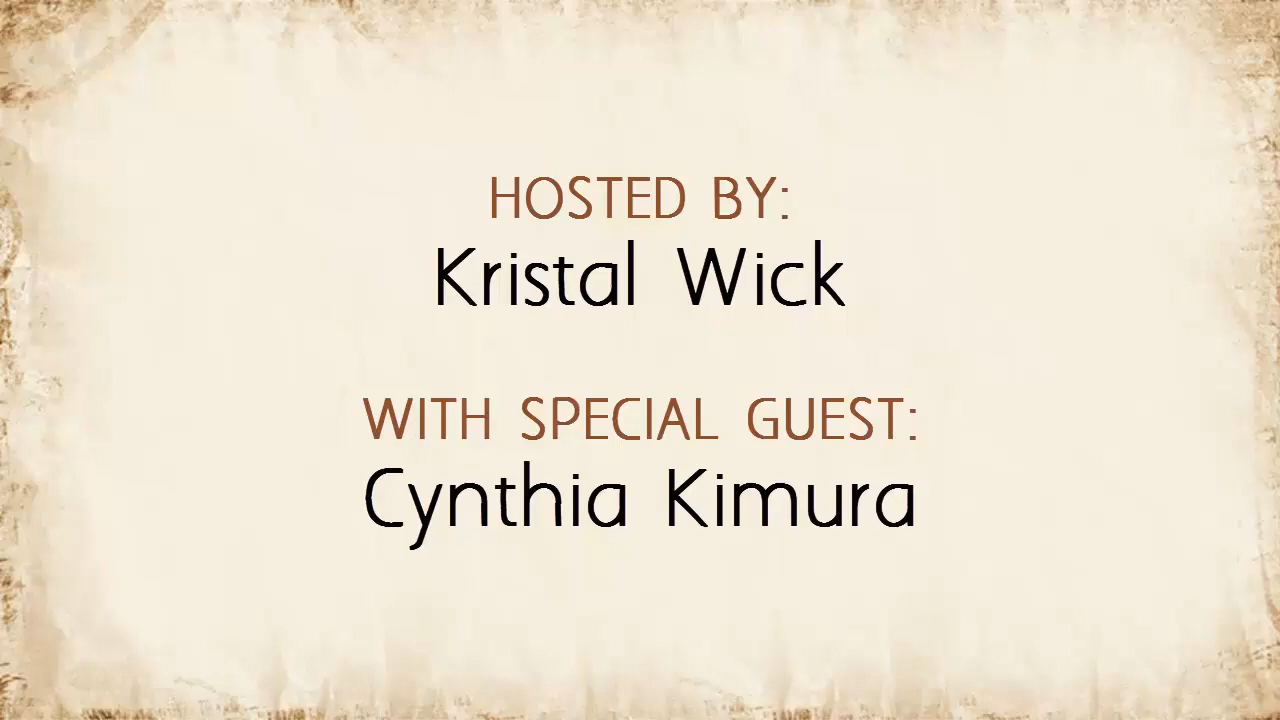 HOSTED BY:
Kristal Wick
WITH SPECIAL GUEST:
Cynthia Kimura